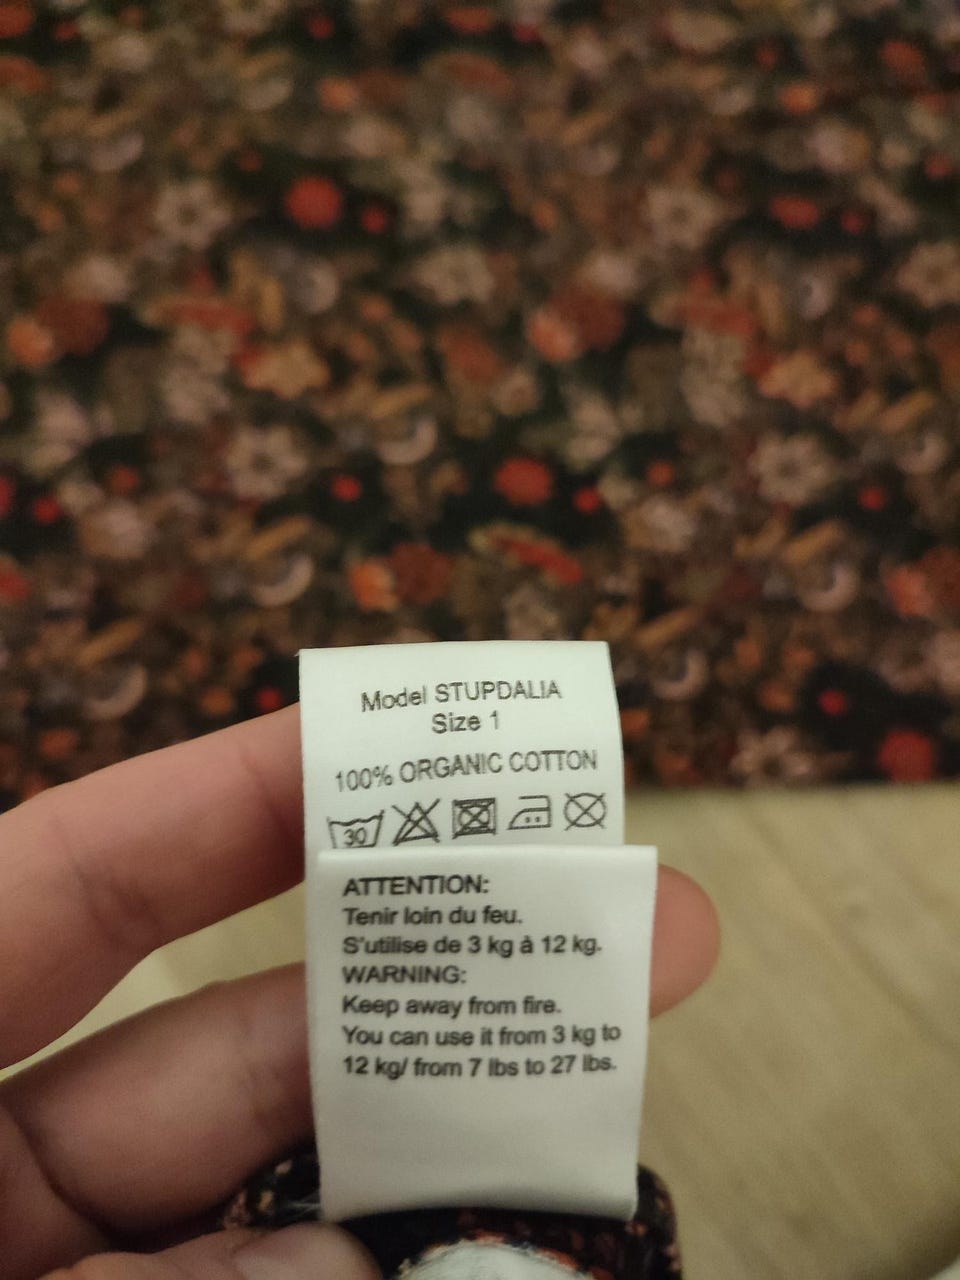 Model STUPDALIA
Size 1
100% ORGANIC COTTON
30
ATTENTION:
Tenir loin du feu.
S'utilise de 3 kg à 12 kg.
WARNING:
Keep away from fire.
You can use it from 3 kg to
12 kg/ from 7 lbs to 27 lbs.